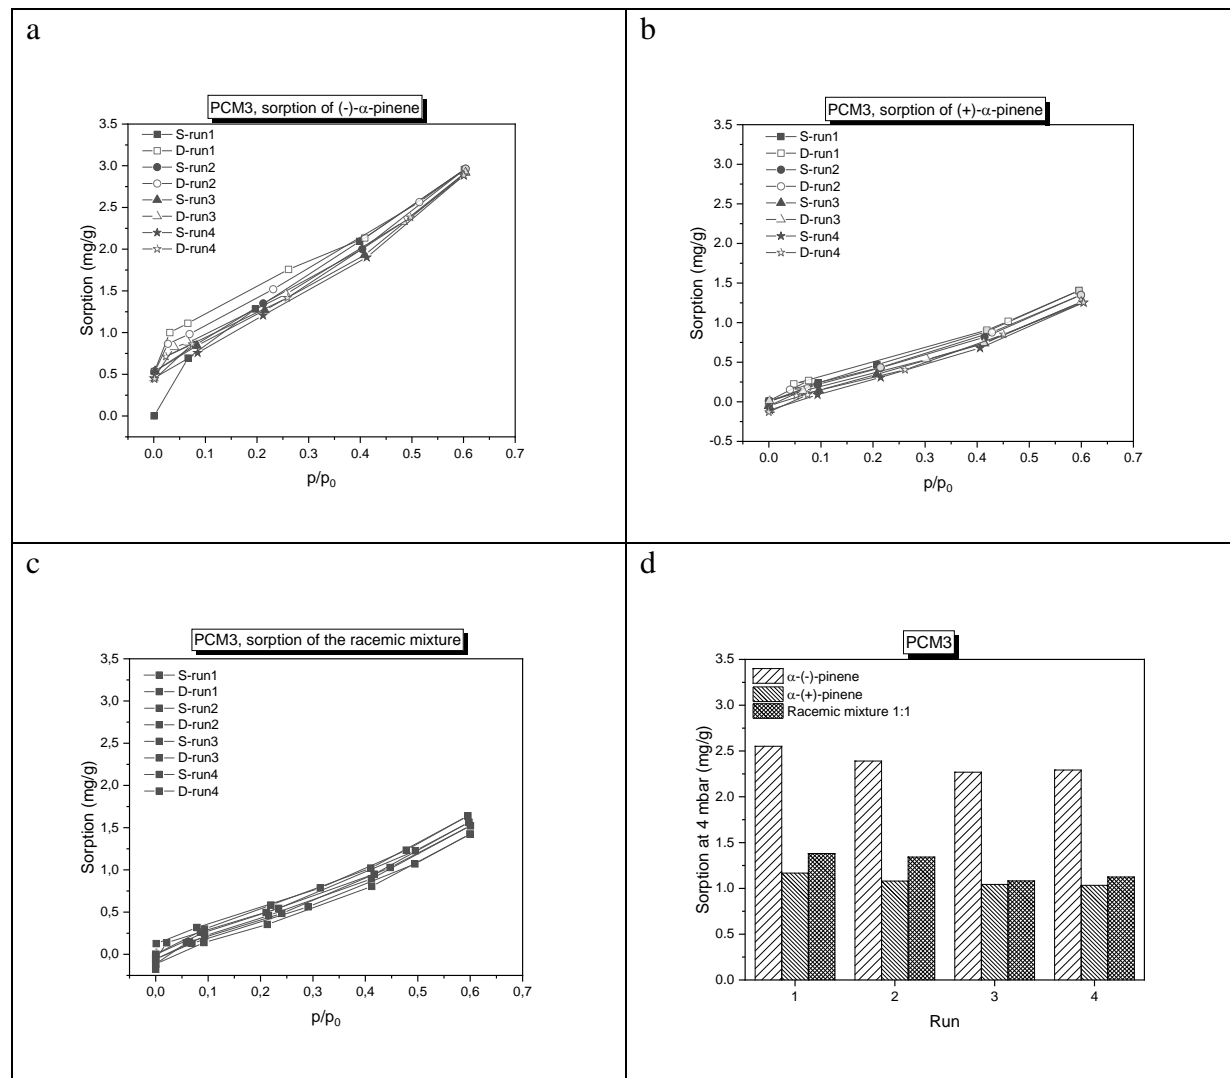 a
PCM3, sorption of (-)-α-pinene
3.5
3.0
2.5
2.0
1.5
1.0
0.5
0.0
Sorption (mg/g)
S-run1
D-run1
S-run2
D-run2
S-run3
D-run3
S-run4
D-run4
0.0 0.1 0.2 0.3 0.4 0.5 0.6 0.7
p/p0
b
PCM3, sorption of (+)-α-pinene
3.5
3.0
2.5
2.0
1.5
1.0
0.5
0.0
-0.5
Sorption (mg/g)
S-run1
D-run1
S-run2
D-run2
S-run3
D-run3
S-run4
D-run4
0.0 0.1 0.2 0.3 0.4 0.5 0.6 0.7
p/p0
c
PCM3, sorption of the racemic mixture
3,5
3,0
2,5
2,0
1,5
1,0
0,5
0,0
Sorption (mg/g)
S-run1
D-run1
S-run2
D-run2
S-run3
D-run3
S-run4
D-run4
0,0 0,1 0,2 0,3 0,4 0,5 0,6 0,7
p/p0
d
PCM3
3.5
3.0
2.5
2.0
1.5
1.0
0.5
0.0
Sorption at 4 mbar (mg/g)
α-(-)-pinene
α-(+)-pinene
Racemic mixture 1:1
1 2 3 4
Run